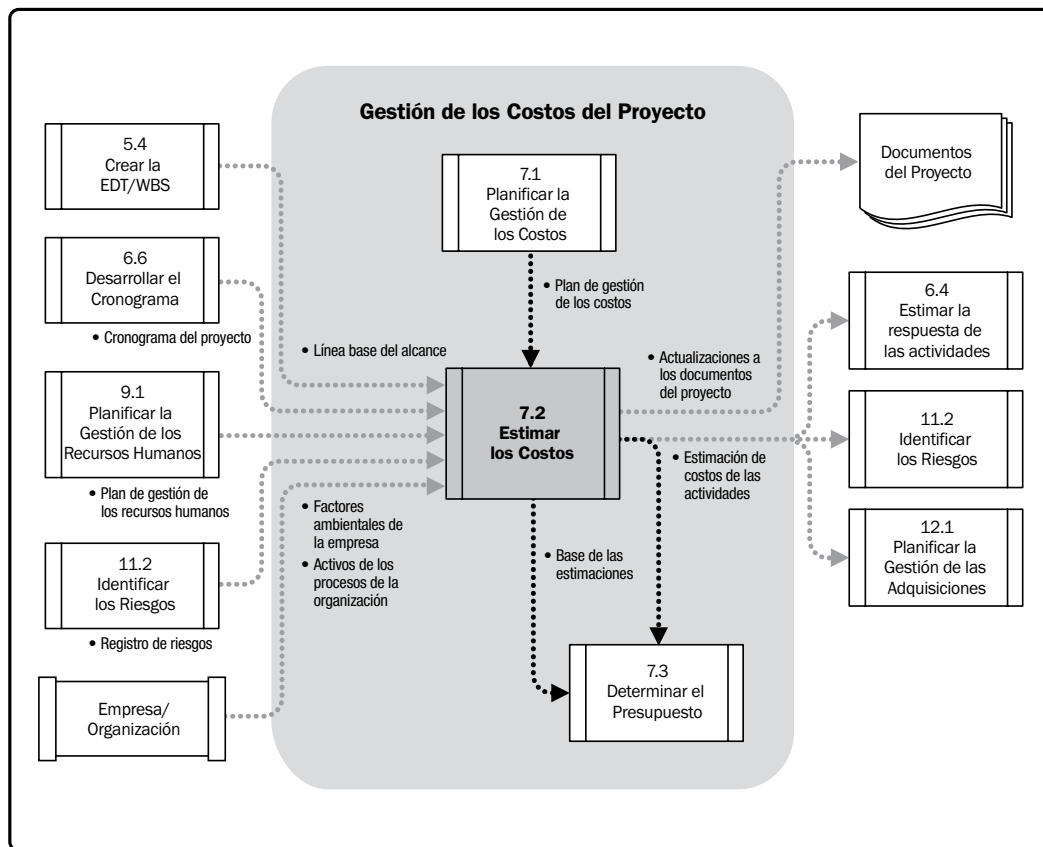 Gestión de los Costos del Proyecto
5.4
Crear la
EDT/WBS
6.6
Desarrollar el
Cronograma
• Cronograma del proyecto
9.1
Planificar la
Gestión de los
Recursos Humanos
• Plan de gestión de
los recursos humanos
11.2
Identificar
los Riesgos
• Registro de riesgos
Empresa/
Organización
7.1
Planificar la
Gestión de
los Costos
• Plan de gestión
de los costos
• Línea base del alcance
7.2
Estimar
los Costos
• Factores
ambientales de
la empresa
• Activos de los
procesos de la
organización
• Actualizaciones a
los documentos
del proyecto
• Estimación de
costos de las
actividades
• Base de las
estimaciones
7.3
Determinar el
Presupuesto
Documentos
del Proyecto
6.4
Estimar la
respuesta de
las actividades
11.2
Identificar
los Riesgos
12.1
Planificar la
Gestión de las
Adquisiciones